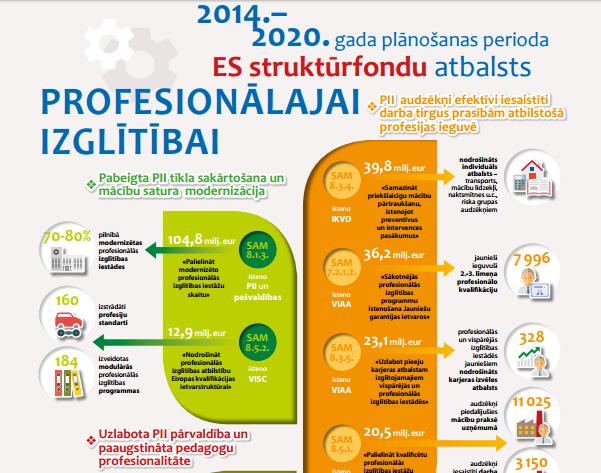 2014.–
2020. gada plānošanas perioda
ES struktūrfondu atbalsts
PROFESIONĀLAJAI
IZGLĪTĪBAI
Pabeigta PII tīkla sakārtošana un
mācību satura modernizācija
70-80%
pilnībā
modernizētas
profesionālās
izglītības
iestādes
104,8 milj. eur
«Palielināt
modernizēto
profesionālās
izglītības iestāžu
skaitu»
SAM
8.1.3.
īsteno
PII un
pašvaldības
160
izstrādāti
profesiju
standarti
12,9 milj. eur
«Nodrošināt
profesionālās
izglītības atbilstību
Eiropas kvalifikācijas
ietvarstruktūrai»
SAM
8.5.2.
īsteno
VISC
184
izveidotas
modulārās
profesionālās
izglītības
programmas
Uzlabota PII pārvaldība un
paaugstināta pedagogu
profesionalitāte
PII audzēkņi efektīvi iesaistīti
darba tirgus prasībām atbilstošā
profesijas ieguvē
SAM
8.3.4.
īsteno
IKVD
39,8 milj. eur
«Samazināt
priekšlaicīgu mācību
pārtraukšanu,
īstenojot
preventīvus
un intervences
pasākumus»
nodrošināts
individuāls
atbalsts –
transports,
mācību līdzekļi,
naktsmītnes u.c.,
riska grupas
audzēkņiem
SAM
7.2.1.2.
īsteno
VIAA
36,2 milj. eur
«Sākotnējās
profesionālās
izglītības
programmu
īstenošana Jauniešu
garantijas ietvaros»
jaunieši
ieguvuši
2.-3. līmeņa
profesionālo
kvalifikāciju
7 996
SAM
8.3.5.
īsteno
VIAA
23,1 milj. eur
«Uzlabot pieeju
karjeras atbalstam
izglītojamajiem
vispārējās un
profesionālās
izglītības iestādēs»
profesionālās
un vispārējās
izglītības
iestādēs
jauniešiem
nodrošināts
karjeras izvēles
atbalsts
328
SAM
8.5.1.
20,5 milj. eur
«Palielināt kvalificētu
profesionālās
izglītības iestāžu
audzēkņi
piedalījušies
mācību praksē
uzņēmumā
11 025
audzēkņi
iesaistīti darba
3 150